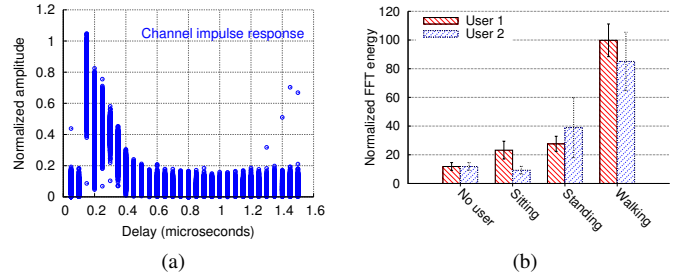 Channel impulse response
Normalized amplitude
1.2
1
0.8
0.6
0.4
0.2
0
0 0.2 0.4 0.6 0.8 1 1.2 1.4 1.6
Delay (microseconds)
(a)
User 1
User 2
Normalized FFT energy
120
100
80
60
40
20
0
No user
Sitting
Standing
Walking
(b)